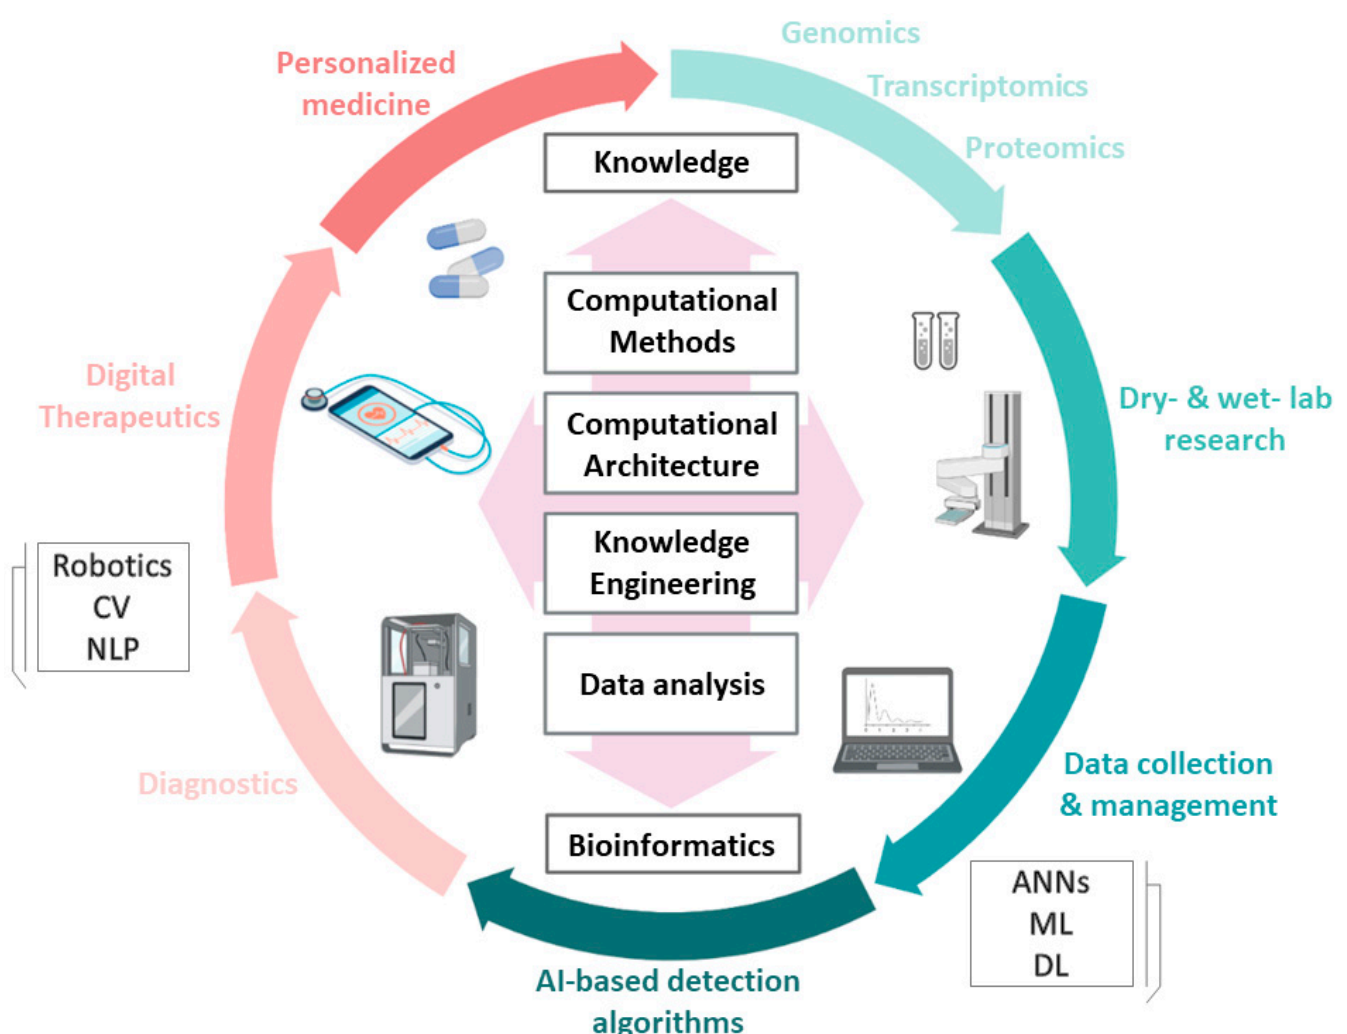 Genomics
Transcriptomics
Proteomics
Dry- & wet- lab
research
Data collection
& management
ANNs
ML
DL
AI-based detection
algorithms
Diagnostics
Robotics
CV
NLP
Digital
Therapeutics
Personalized
medicine
Knowledge
Computational
Methods
Computational
Architecture
Knowledge
Engineering
Data analysis
Bioinformatics